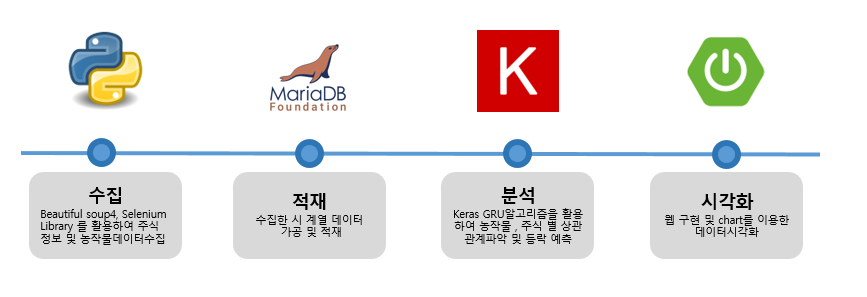 MariaDB
Foundation
K
수집
Beautiful soup4, Selenium
Library 를 활용하여 주식
정보 및 농작물데이터수집
적재
수집한 시 계열 데이터
가공 및 적재
분석
Keras GRU알고리즘을 활용
하여 농작물 , 주식 별 상관
관계파악 및 등락 예측
시각화
웹 구현 및 chart를 이용한
데이터시각화